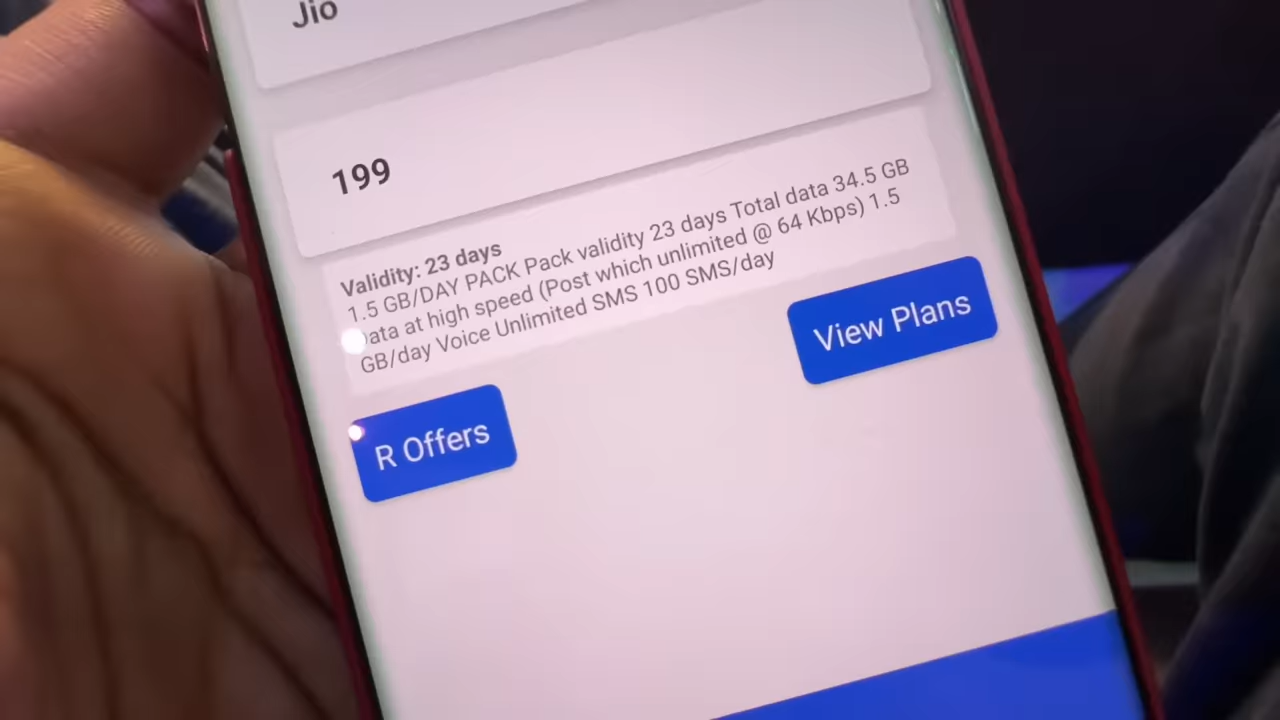 Jio
199
Validity: 23 days
1.5 GB/DAY PACK Pack validity 23 days Total data 34.5 GB
Data at high speed (Post which unlimited @ 64 Kbps) 1.5
GB/day Voice Unlimited SMS 100 SMS/day
View Plans
R Offers